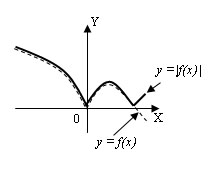 Y
y = |f(x)|
0
X
y = f(x)